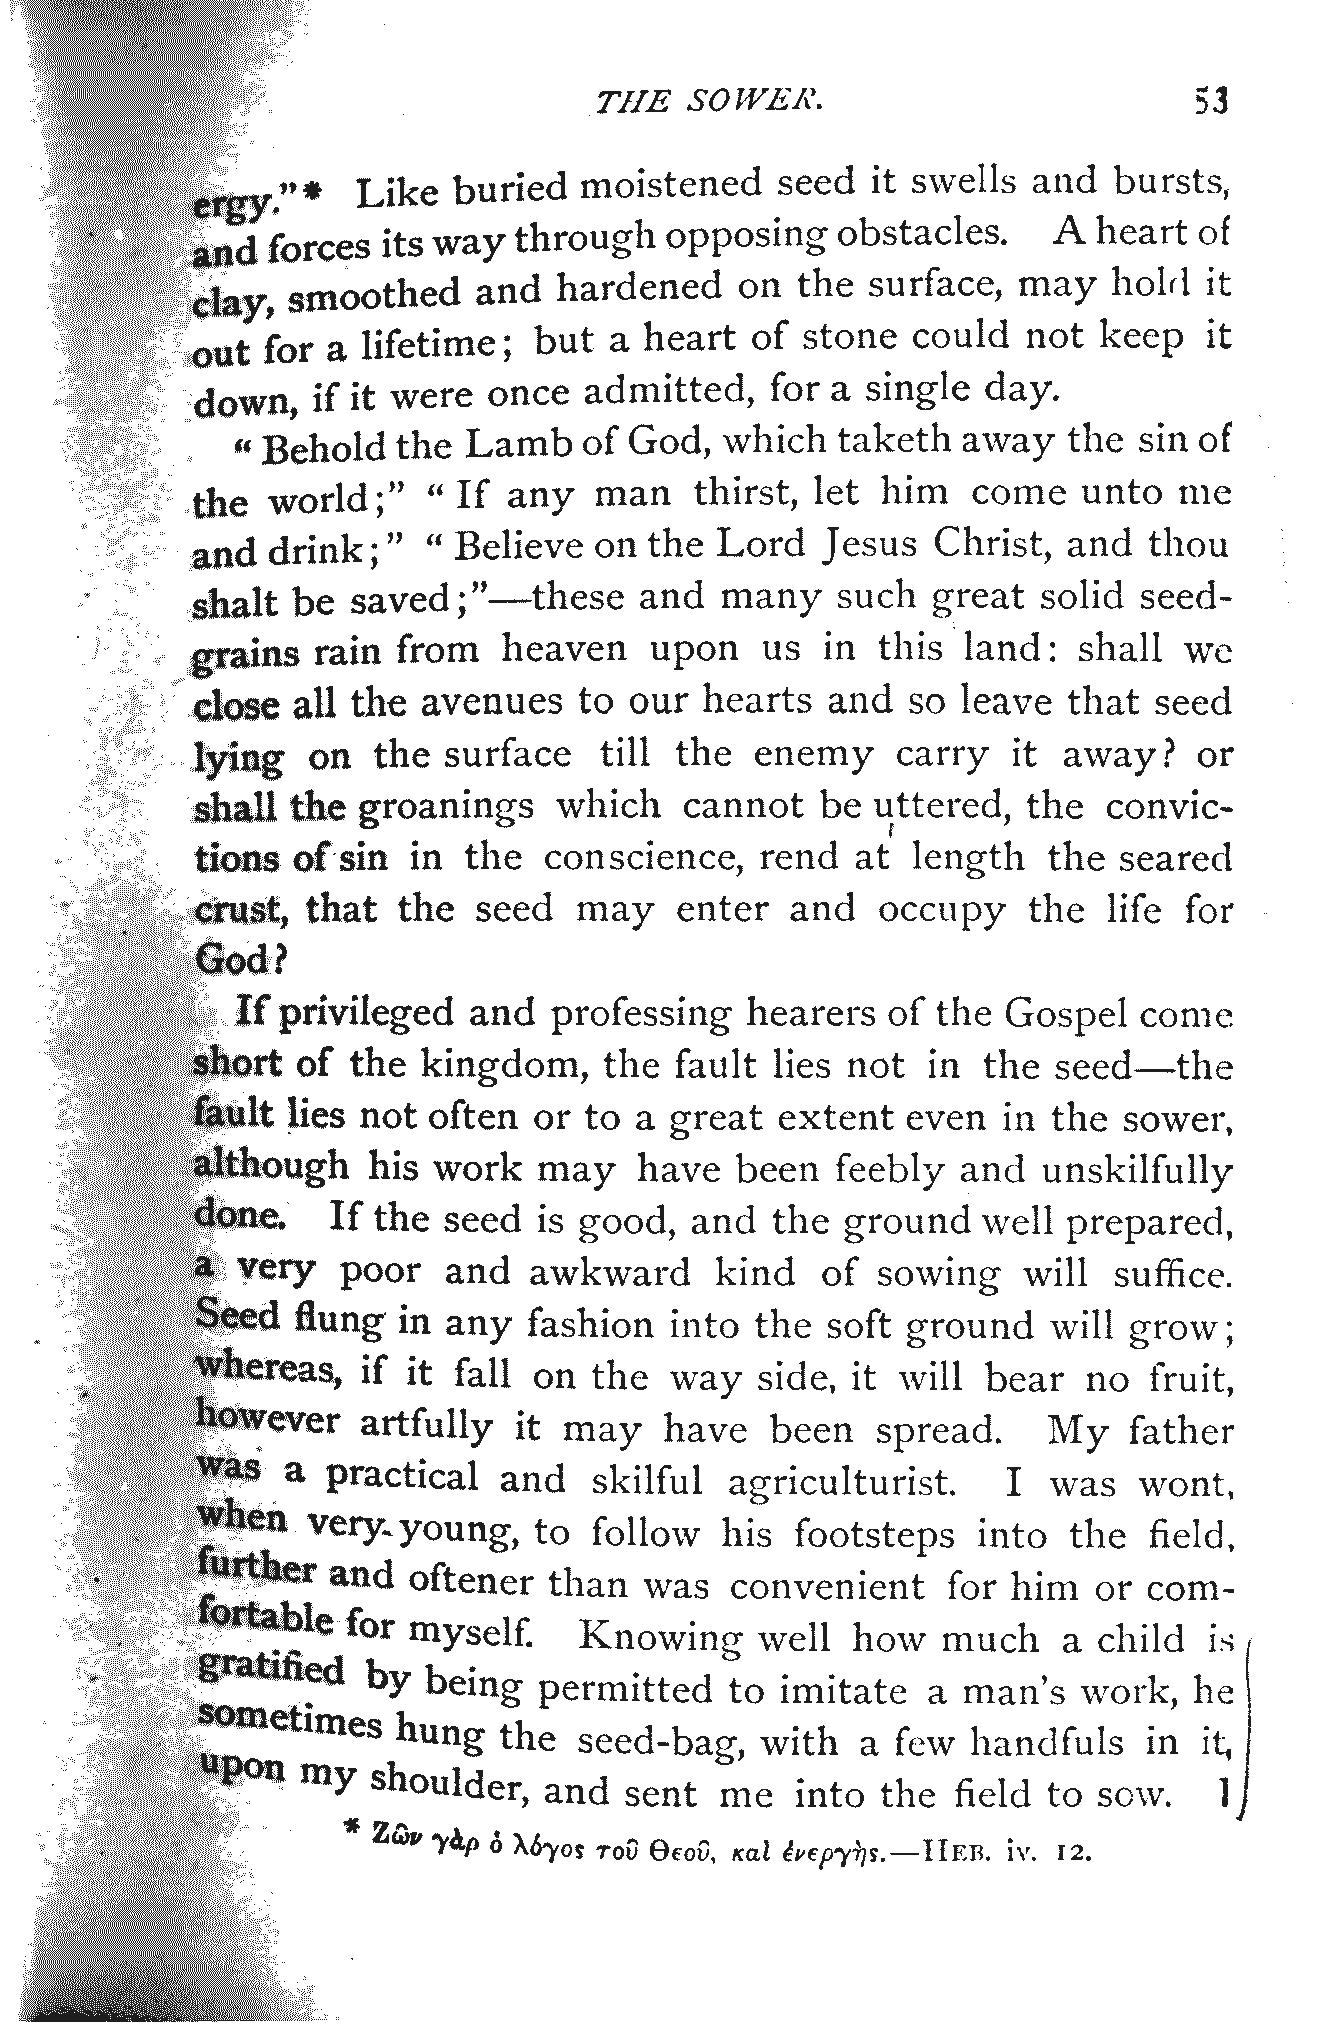 THE SOWER. 53
ergy."* Like buried moistened seed it swells and bursts,
and forces its way through opposing obstacles. A heart of
clay, smoothed and hardened on the surface, may hold it
out for a lifetime; but a heart of stone could not keep it
down, if it were once admitted, for a single day.
"Behold the Lamb of God, which taketh away the sin of
the world;" "If any man thirst, let him come unto me
and drink;" "Believe on the Lord Jesus Christ, and thou
shalt be saved;"—these and many such great solid seed-
grains rain from heaven upon us in this land: shall we
close all the avenues to our hearts and so leave that seed
lying on the surface till the enemy carry it away? or
shall the groanings which cannot be uttered, the convic-
tions of sin in the conscience, rend at length the seared
crust, that the seed may enter and occupy the life for
God?
If privileged and professing hearers of the Gospel come
short of the kingdom, the fault lies not in the seed—the
fault lies not often or to a great extent even in the sower,
although his work may have been feebly and unskilfully
done. If the seed is good, and the ground well prepared,
a very poor and awkward kind of sowing will suffice.
Seed flung in any fashion into the soft ground will grow;
whereas, if it fall on the way side, it will bear no fruit,
however artfully it may have been spread. My father
was a practical and skilful agriculturist. I was wont,
when very young, to follow his footsteps into the field,
further and oftener than was convenient for him or com-
fortable for myself. Knowing well how much a child is
gratified by being permitted to imitate a man's work, he
sometimes hung the seed-bag, with a few handfuls in it,
upon my shoulder, and sent me into the field to sow. I
* Ζῶν γὰρ ὁ λόγος τοῦ Θεοῦ, καὶ ἐνεργὴς.—HEB. iv. 12.